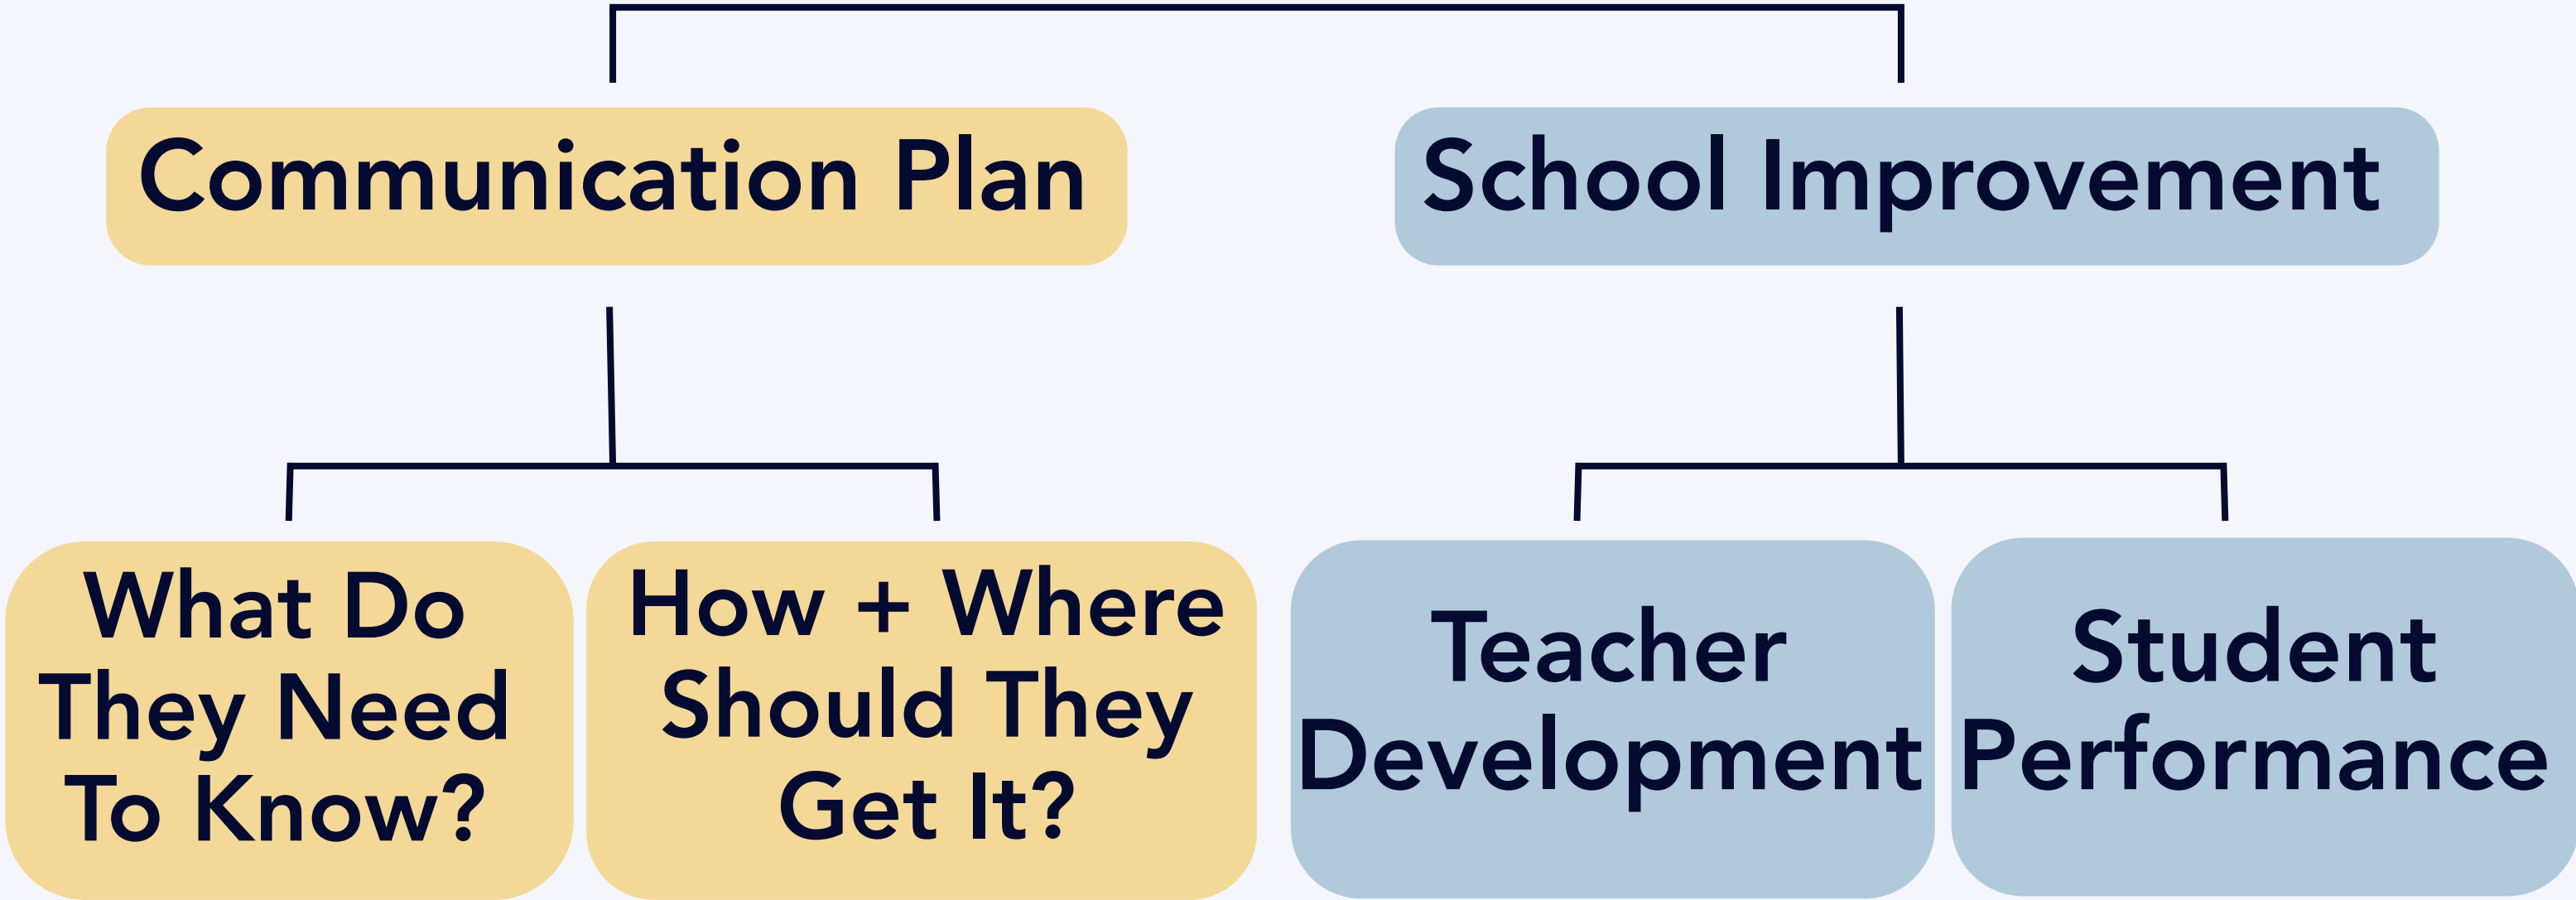 Communication Plan
School Improvement
What Do
They Need
To Know?
How + Where
Should They
Get It?
Teacher
Development
Student
Performance